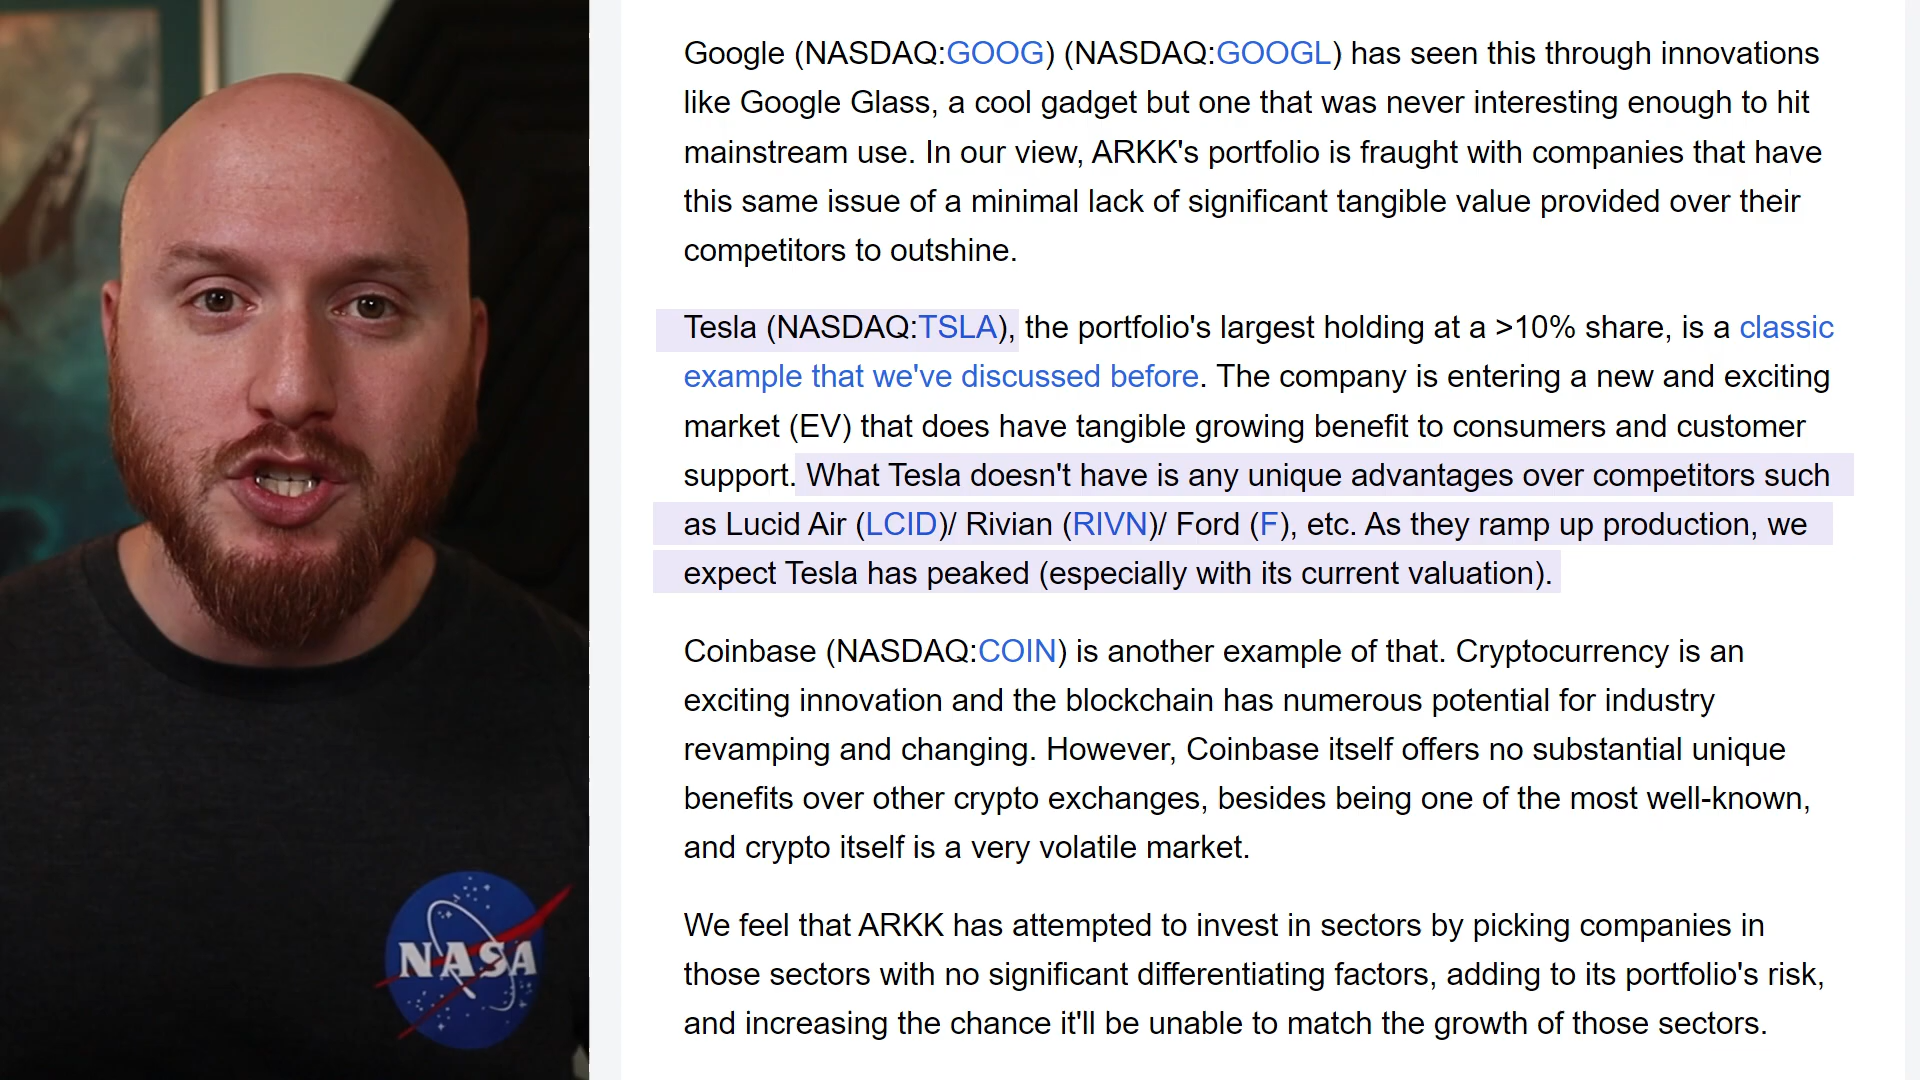 Google (NASDAQ:GOOG) (NASDAQ:GOOGL) has seen this through innovations
like Google Glass, a cool gadget but one that was never interesting enough to hit
mainstream use. In our view, ARKK's portfolio is fraught with companies that have
this same issue of a minimal lack of significant tangible value provided over their
competitors to outshine.
Tesla (NASDAQ:TSLA), the portfolio's largest holding at a >10% share, is a classic
example that we've discussed before. The company is entering a new and exciting
market (EV) that does have tangible growing benefit to consumers and customer
support. What Tesla doesn't have is any unique advantages over competitors such
as Lucid Air (LCID)/ Rivian (RIVN)/ Ford (F), etc. As they ramp up production, we
expect Tesla has peaked (especially with its current valuation).
Coinbase (NASDAQ:COIN) is another example of that. Cryptocurrency is an
exciting innovation and the blockchain has numerous potential for industry
revamping and changing. However, Coinbase itself offers no substantial unique
benefits over other crypto exchanges, besides being one of the most well-known,
and crypto itself is a very volatile market.
We feel that ARKK has attempted to invest in sectors by picking companies in
those sectors with no significant differentiating factors, adding to its portfolio's risk,
and increasing the chance it'll be unable to match the growth of those sectors.
NASA